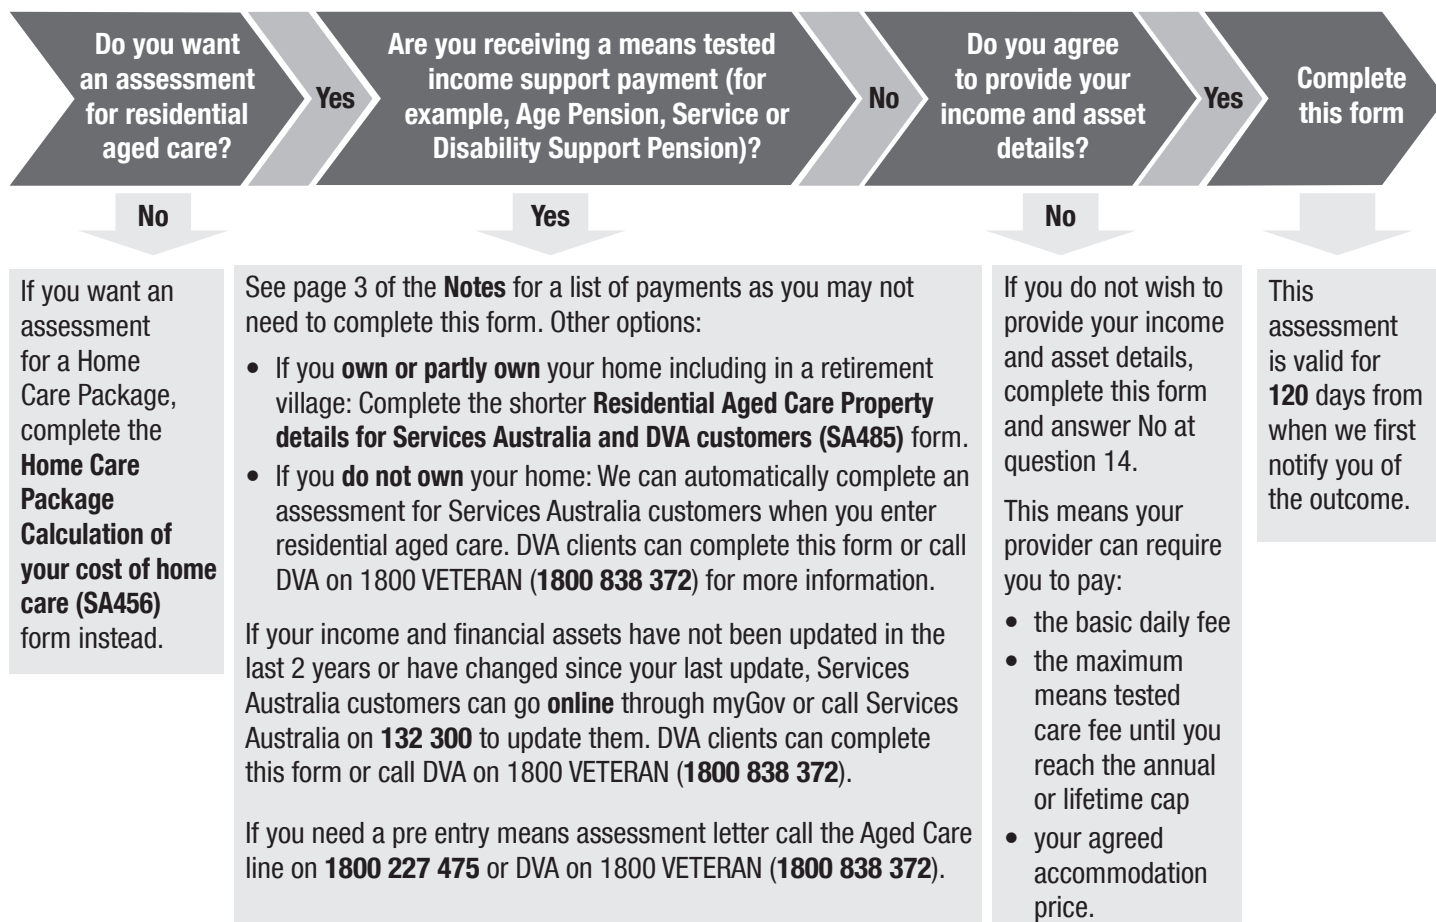 Do you want
an assessment
for residential
aged care?
Yes
Are you receiving a means tested
income support payment (for
example, Age Pension, Service or
Disability Support Pension)?
No
Do you agree
to provide your
income and asset
details?
Yes
Complete
this form
No
If you want an
assessment
for a Home
Care Package,
complete the
Home Care
Package
Calculation of
your cost of home
care (SA456)
form instead.
Yes
See page 3 of the Notes for a list of payments as you may not
need to complete this form. Other options:
• If you own or partly own your home including in a retirement
village: Complete the shorter Residential Aged Care Property
details for Services Australia and DVA customers (SA485) form.
• If you do not own your home: We can automatically complete an
assessment for Services Australia customers when you enter
residential aged care. DVA clients can complete this form or call
DVA on 1800 VETERAN (1800 838 372) for more information.
If your income and financial assets have not been updated in the
last 2 years or have changed since your last update, Services
Australia customers can go online through myGov or call Services
Australia on 132 300 to update them. DVA clients can complete
this form or call DVA on 1800 VETERAN (1800 838 372).
If you need a pre entry means assessment letter call the Aged Care
line on 1800 227 475 or DVA on 1800 VETERAN (1800 838 372).
No
If you do not wish to
provide your income
and asset details,
complete this form
and answer No at
question 14.
This means your
provider can require
you to pay:
• the basic daily fee
• the maximum
means tested
care fee until you
reach the annual
or lifetime cap
• your agreed
accommodation
price.
This
assessment
is valid for
120 days from
when we first
notify you of
the outcome.